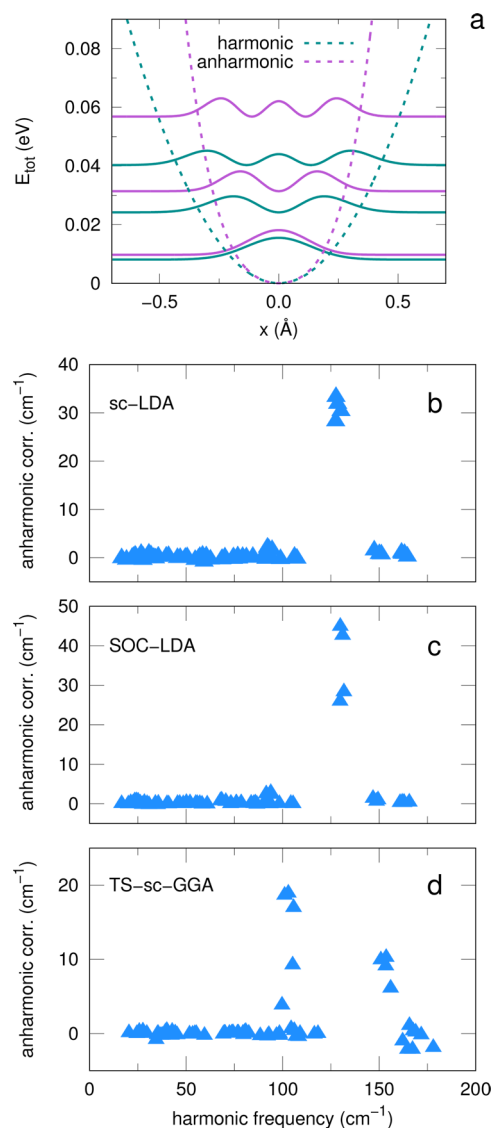 a
0.09
0.06
0.04
0.02
0
E_tot (eV)
harmonic
anharmonic
−0.5
0.0
0.5
x (Å)
b
sc−LDA
40
30
20
10
0
anharmonic corr. (cm⁻¹)
c
SOC−LDA
50
40
30
20
10
0
anharmonic corr. (cm⁻¹)
d
TS−sc−GGA
20
10
0
anharmonic corr. (cm⁻¹)
0
50
100
150
200
harmonic frequency (cm⁻¹)